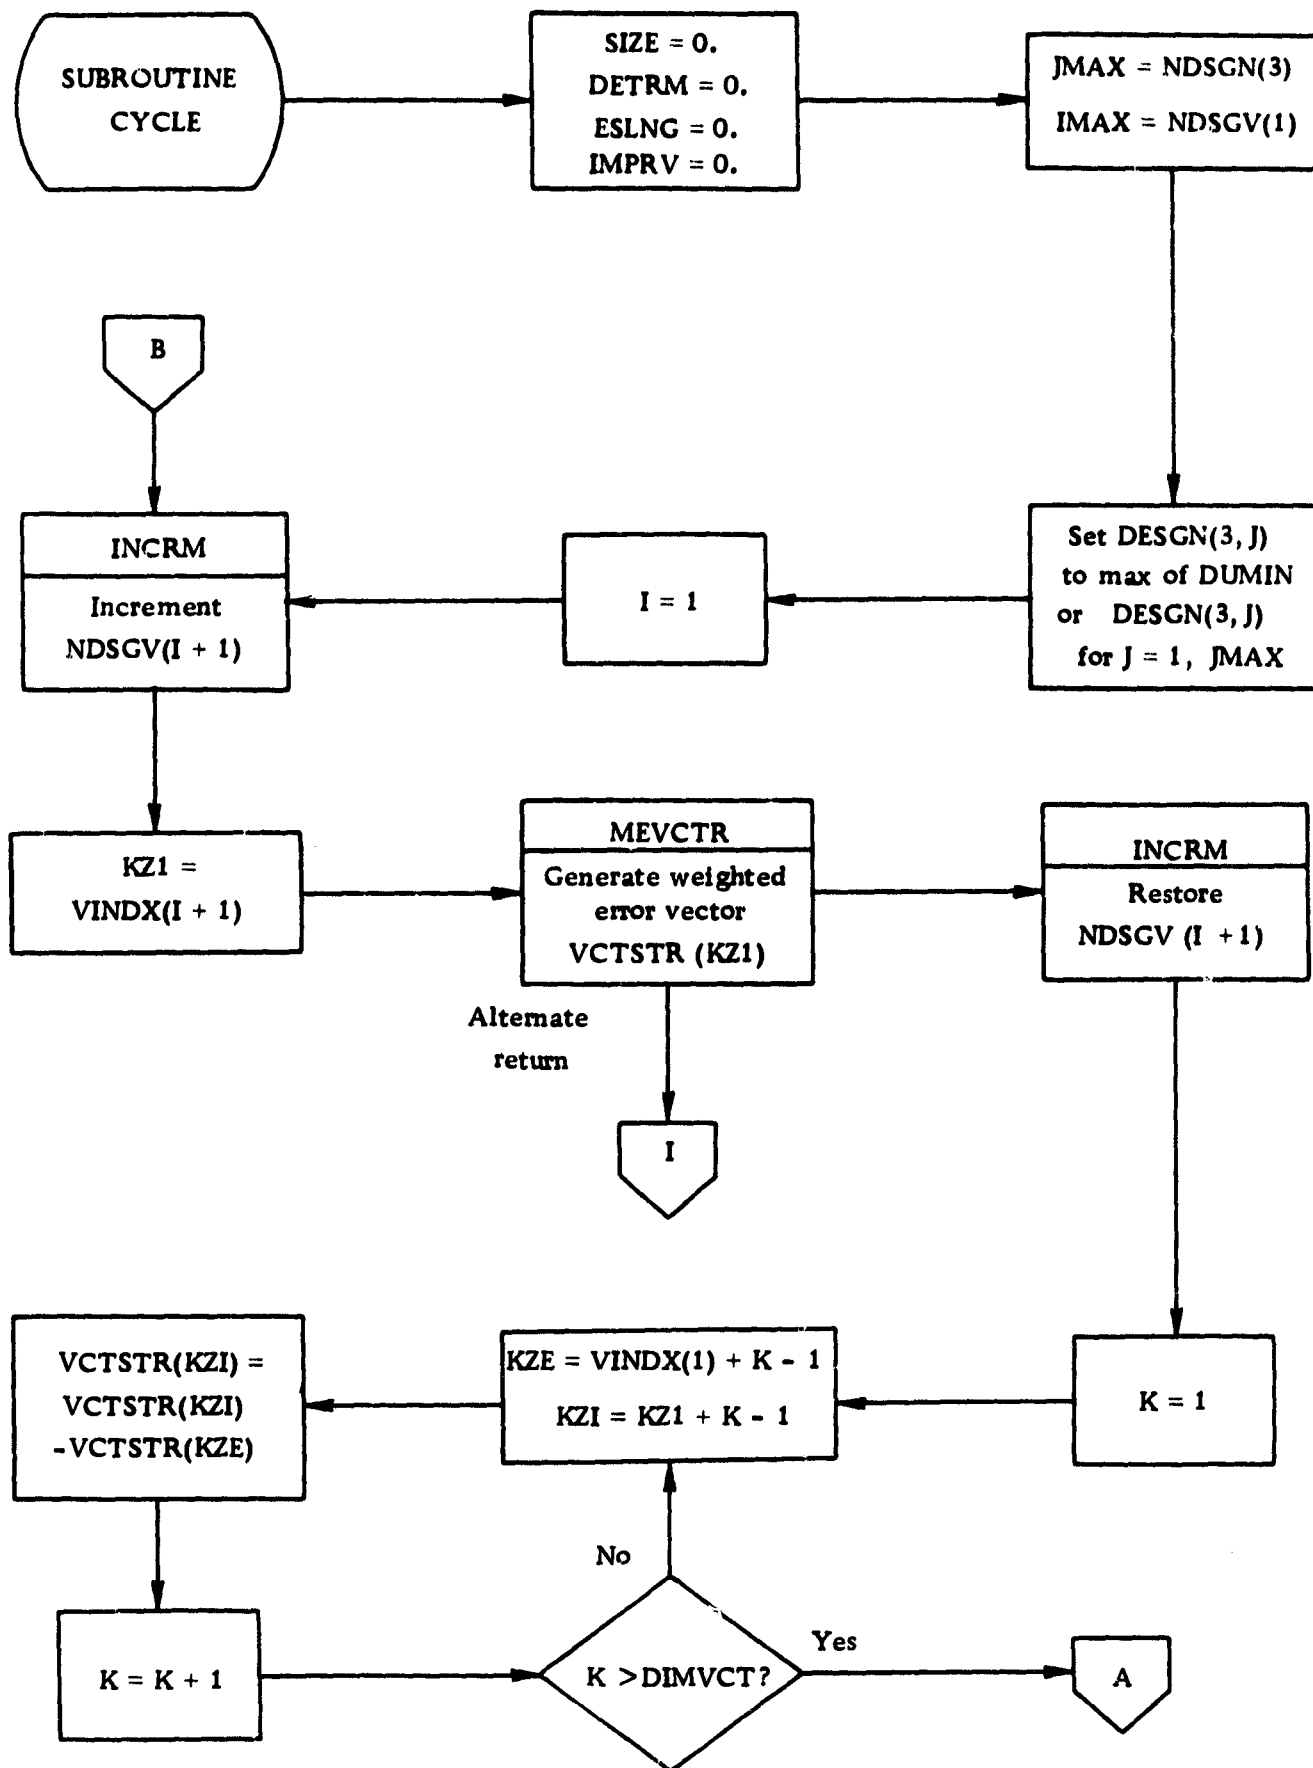 SUBROUTINE
CYCLE
SIZE = 0.
DETRM = 0.
ESLNG = 0.
IMPRV = 0.
JMAX = NDSGN(3)
IMAX = NDSGV(1)
B
INCRM
Increment
NDSGV(I + 1)
I = 1
Set DESGN(3, J)
to max of DUMIN
or DESGN(3, J)
for J = 1, JMAX
KZ1 =
VINDX(I + 1)
MEVCTR
Generate weighted
error vector
VCTSTR (KZ1)
INCRM
Restore
NDSGV (I +1)
Alternate
return
I
VCTSTR(KZI) =
VCTSTR(KZI)
-VCTSTR(KZE)
KZE = VINDX(1) + K - 1
KZI = KZ1 + K - 1
K = 1
No
K = K + 1
K >DIMVCT?
Yes
A